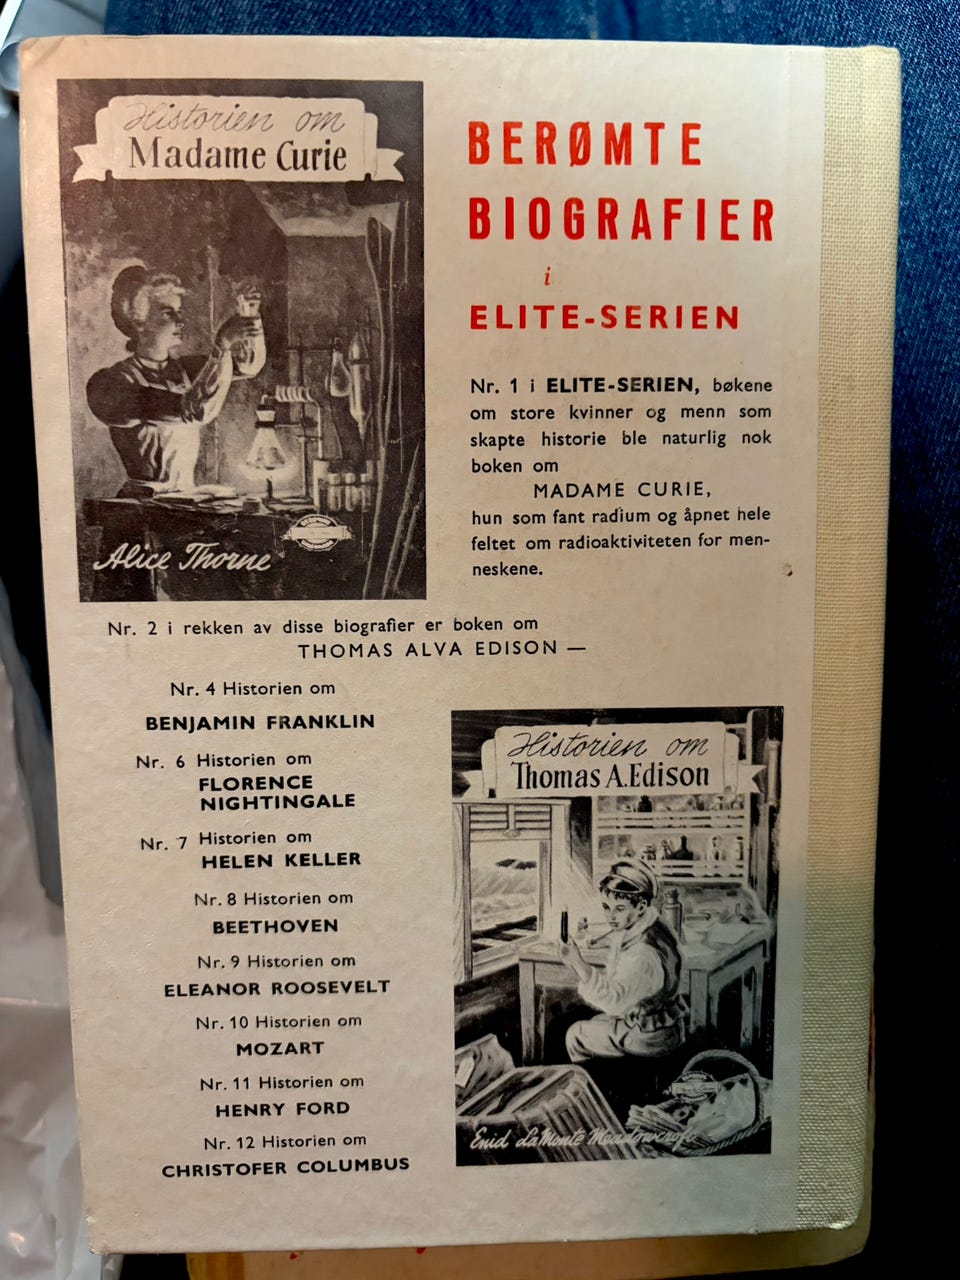 Historien om
Madame Curie
Alice Thorne
BERØMTE
BIOGRAFIER
i
ELITE-SERIEN
Nr. 1 i ELITE-SERIEN, bøkene
om store kvinner og menn som
skapte historie ble naturlig nok
boken om
MADAME CURIE,
hun som fant radium og åpnet hele
feltet om radioaktiviteten for men-
neskene.
Nr. 2 i rekken av disse biografier er boken om
THOMAS ALVA EDISON —
Nr. 4 Historien om
BENJAMIN FRANKLIN
Nr. 6 Historien om
FLORENCE
NIGHTINGALE
Nr. 7 Historien om
HELEN KELLER
Nr. 8 Historien om
BEETHOVEN
Nr. 9 Historien om
ELEANOR ROOSEVELT
Nr. 10 Historien om
MOZART
Nr. 11 Historien om
HENRY FORD
Nr. 12 Historien om
CHRISTOFER COLUMBUS
Historien om
Thomas A. Edison
Enid LaMonte Meadowcroft